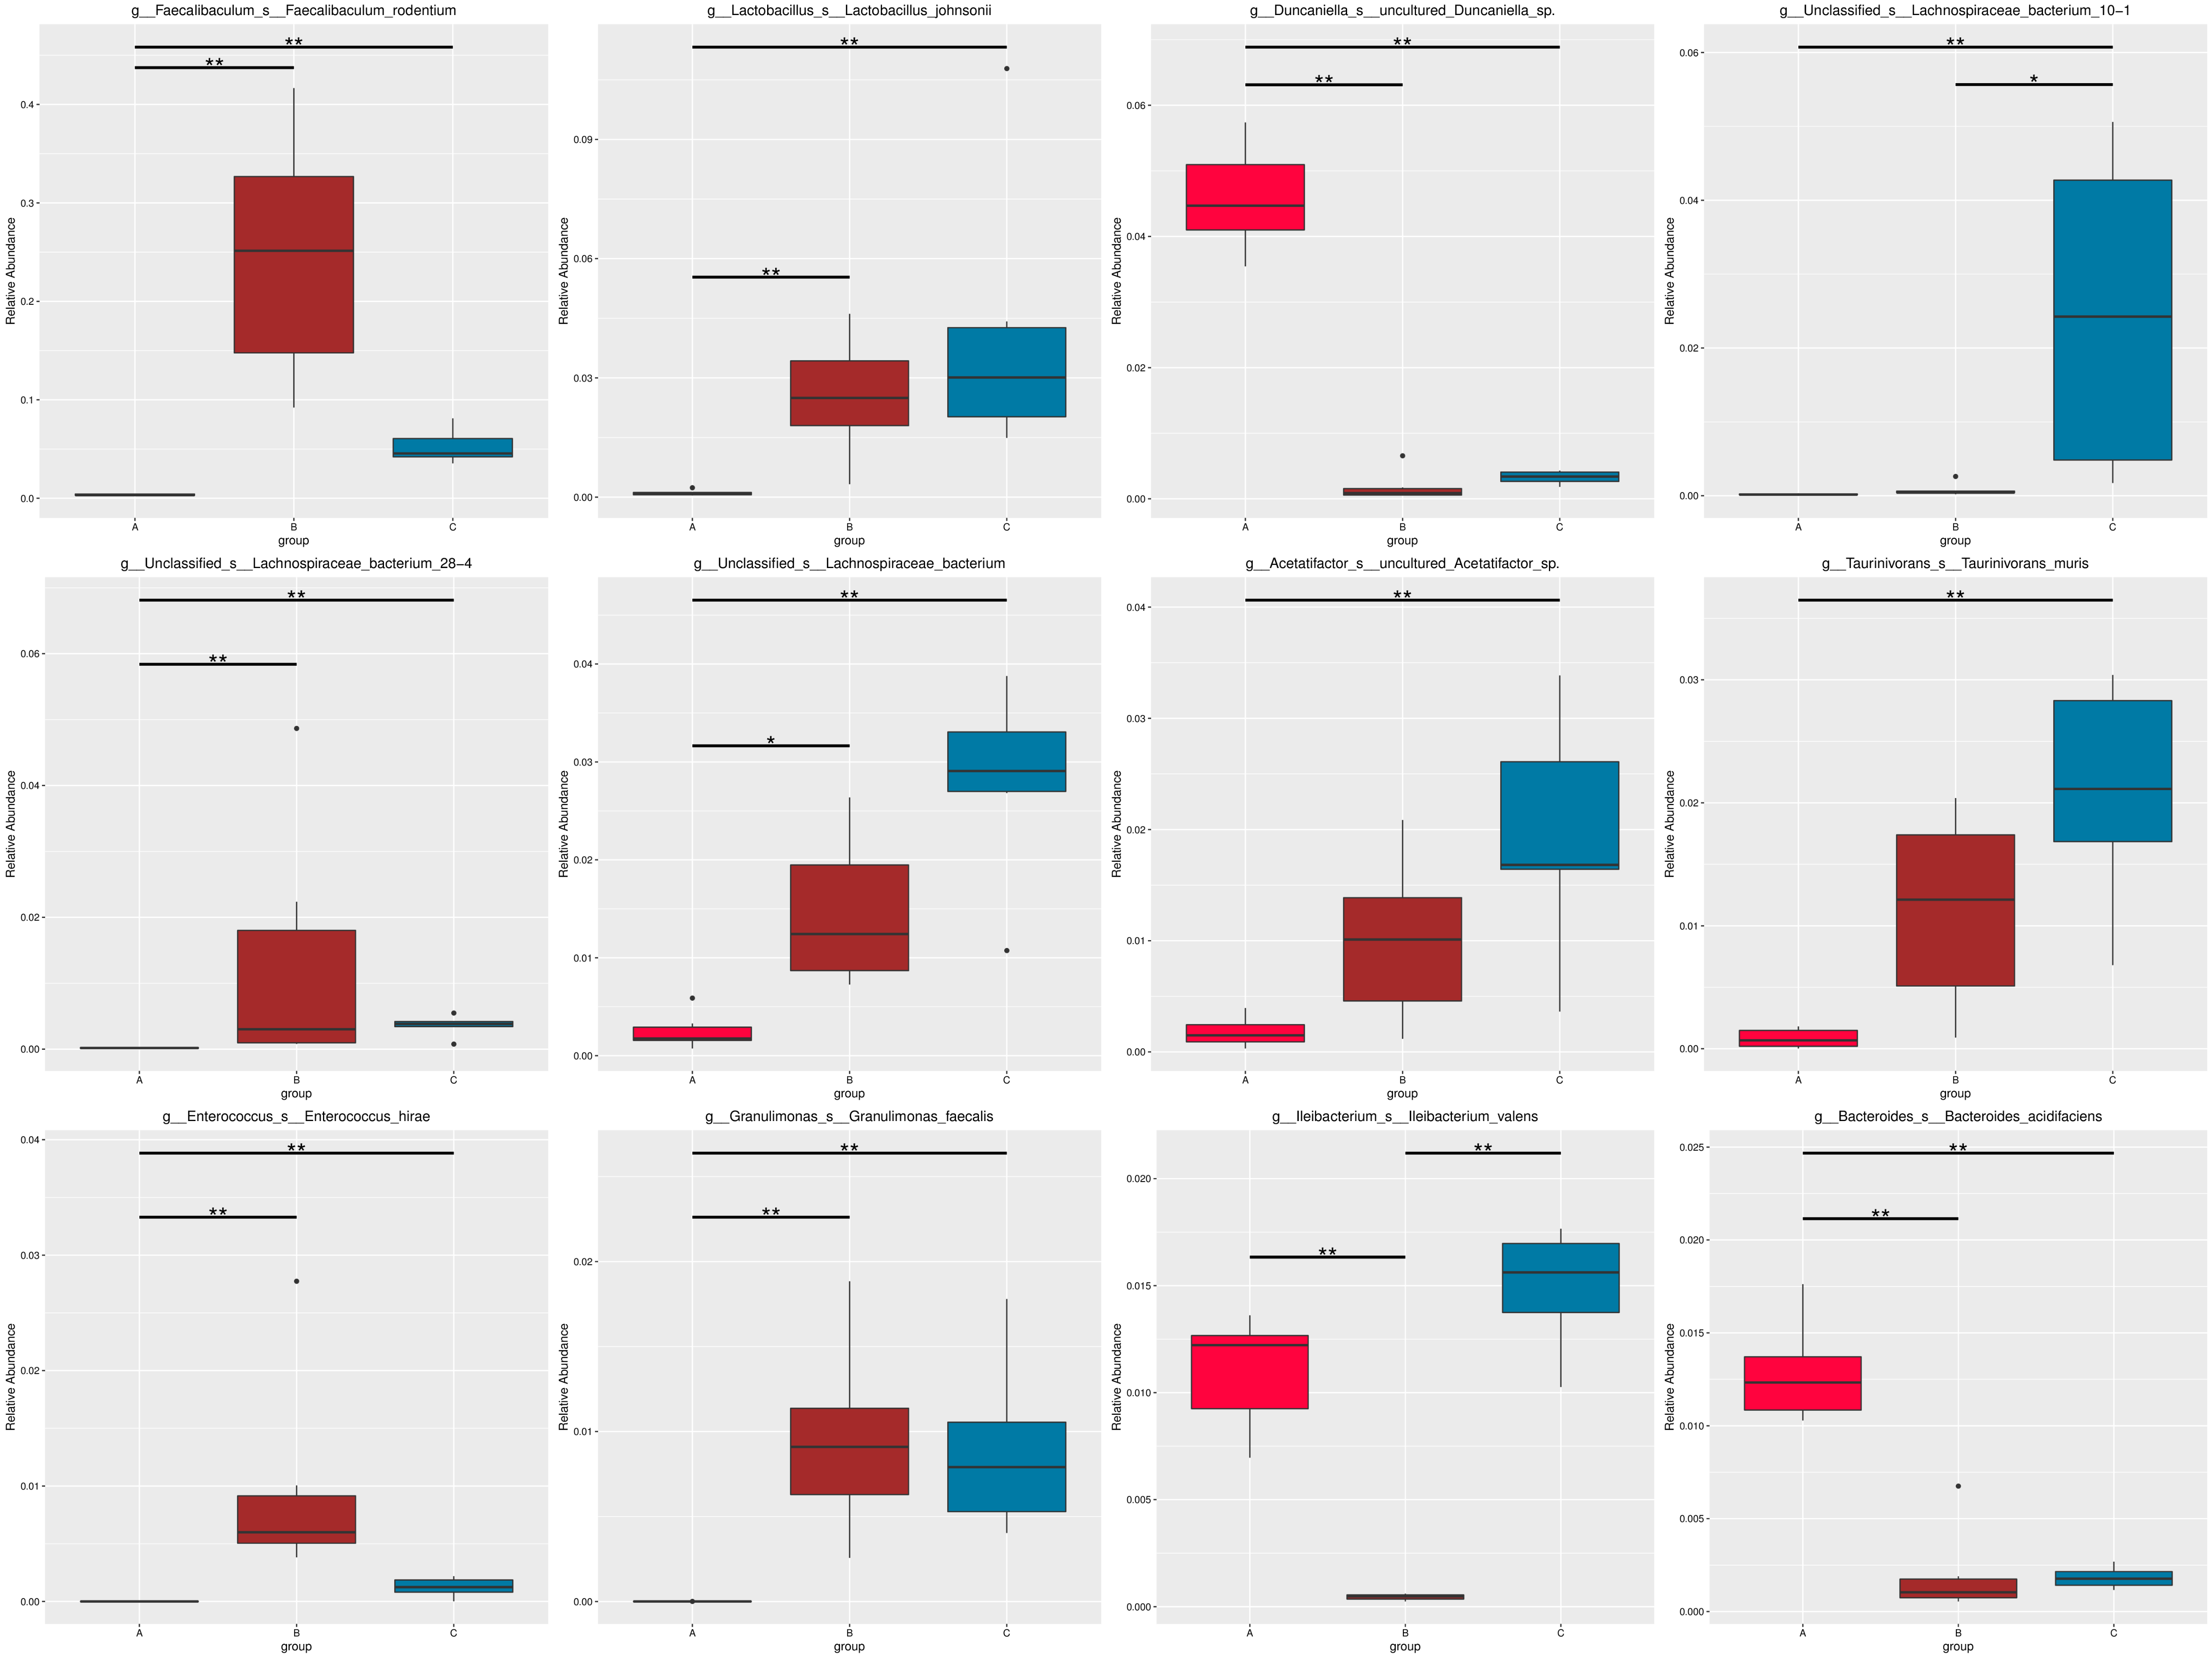 g__Faecalibaculum_s__Faecalibaculum_rodentium
**
**
Relative Abundance
0.4
0.3
0.2
0.1
0.0
A B C
group
g__Lactobacillus_s__Lactobacillus_johnsonii
**
**
Relative Abundance
0.09
0.06
0.03
0.00
A B C
group
g__Duncaniella_s__uncultured_Duncaniella_sp.
**
**
Relative Abundance
0.06
0.04
0.02
0.00
A B C
group
g__Unclassified_s__Lachnospiraceae_bacterium_10−1
**
*
Relative Abundance
0.06
0.04
0.02
0.00
A B C
group
g__Unclassified_s__Lachnospiraceae_bacterium_28−4
**
**
Relative Abundance
0.06
0.04
0.02
0.00
A B C
group
g__Unclassified_s__Lachnospiraceae_bacterium
**
*
Relative Abundance
0.04
0.03
0.02
0.01
0.00
A B C
group
g__Acetatifactor_s__uncultured_Acetatifactor_sp.
**
Relative Abundance
0.04
0.03
0.02
0.01
0.00
A B C
group
g__Taurinivorans_s__Taurinivorans_muris
**
Relative Abundance
0.03
0.02
0.01
0.00
A B C
group
g__Enterococcus_s__Enterococcus_hirae
**
**
Relative Abundance
0.04
0.03
0.02
0.01
0.00
A B C
group
g__Granulimonas_s__Granulimonas_faecalis
**
**
Relative Abundance
0.02
0.01
0.00
A B C
group
g__Ileibacterium_s__Ileibacterium_valens
**
**
Relative Abundance
0.020
0.015
0.010
0.005
0.000
A B C
group
g__Bacteroides_s__Bacteroides_acidifaciens
**
**
Relative Abundance
0.025
0.020
0.015
0.010
0.005
0.000
A B C
group